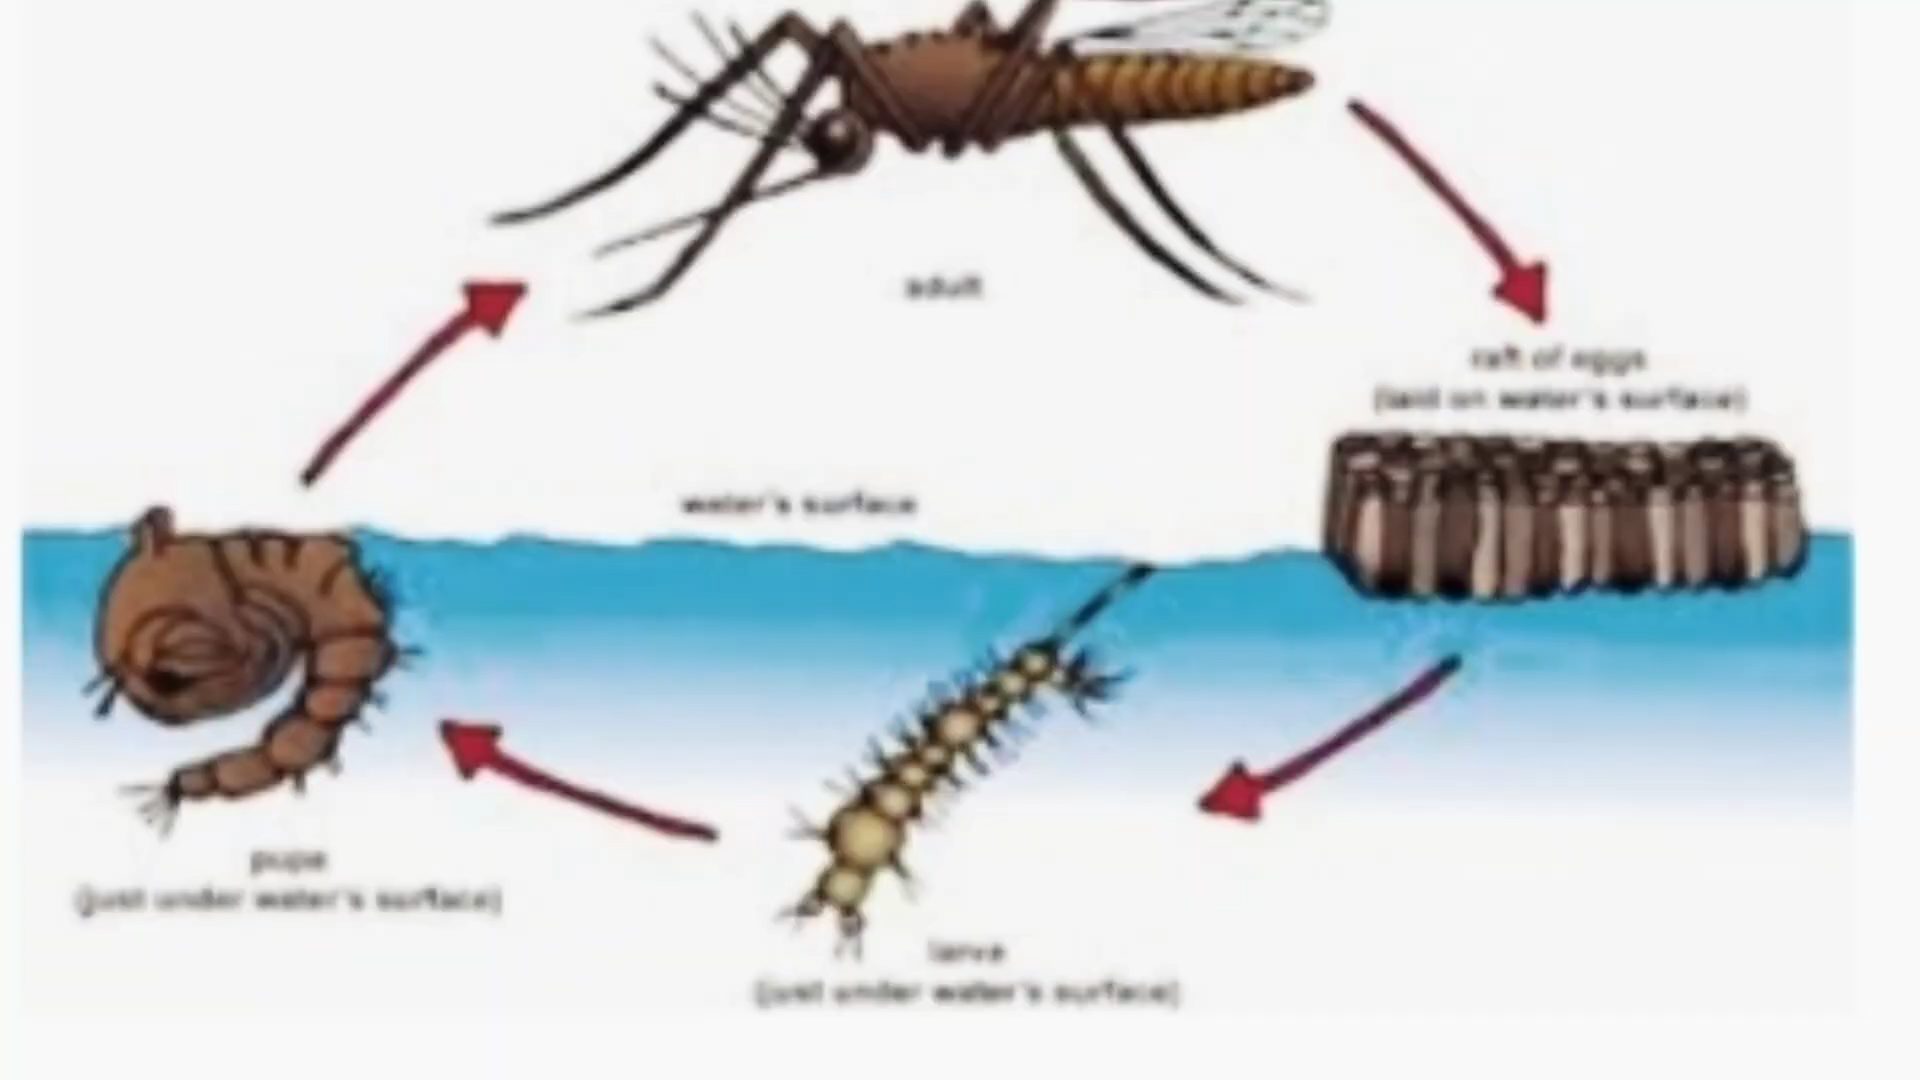 adult
raft of eggs
(laid on water's surface)
water's surface
pupa
(just under water's surface)
larva
(just under water's surface)